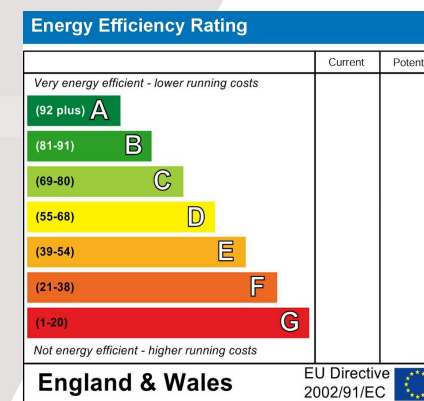 Energy Efficiency Rating
Current Potent
Very energy efficient - lower running costs
(92 plus) A
(81-91) B
(69-80) C
(55-68) D
(39-54) E
(21-38) F
(1-20) G
Not energy efficient - higher running costs
England & Wales
EU Directive
2002/91/EC